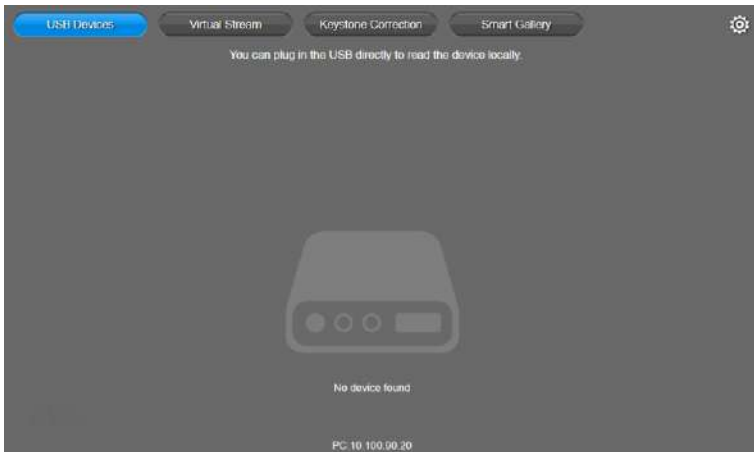 USB Devices
Virtual Stream
Keystone Correction
Smart Gallery
You can plug in the USB directly to read the device locally.
No device found
PC:10.100.90.20